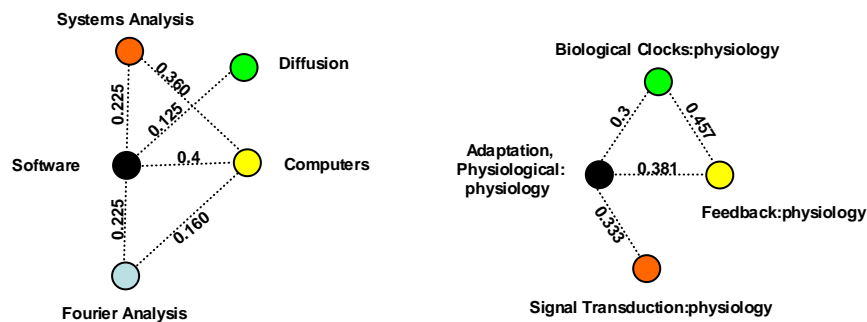 Systems Analysis
Diffusion
0.360
0.225
0.125
Software
0.4
Computers
0.225
0.160
Fourier Analysis
Biological Clocks:physiology
0.3
0.457
Adaptation,
Physiological:
physiology
0.381
Feedback:physiology
0.333
Signal Transduction:physiology